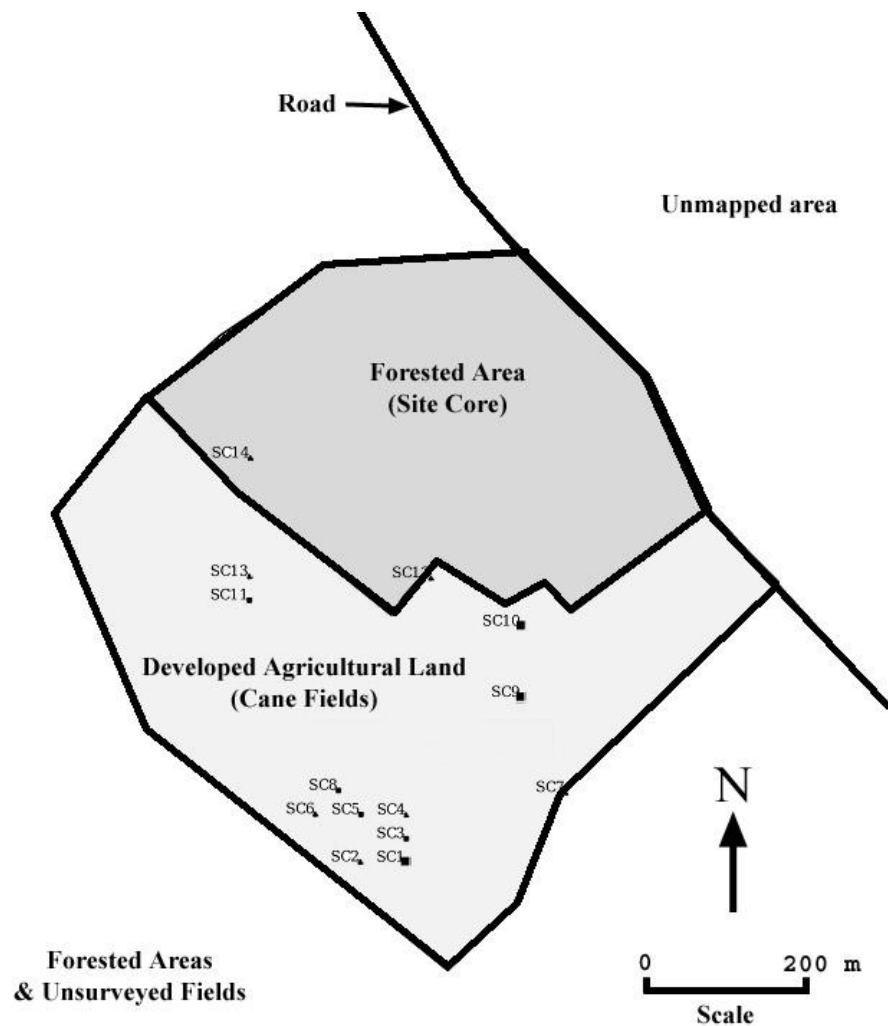 Road
Unmapped area
Forested Area
(Site Core)
SC14
SC13
SC12
SC11
SC10
Developed Agricultural Land
(Cane Fields)
SC9
SC8
SC7
SC6
SC5
SC4
SC3
SC2
SC1
N
Forested Areas
& Unsurveyed Fields
0
200 m
Scale